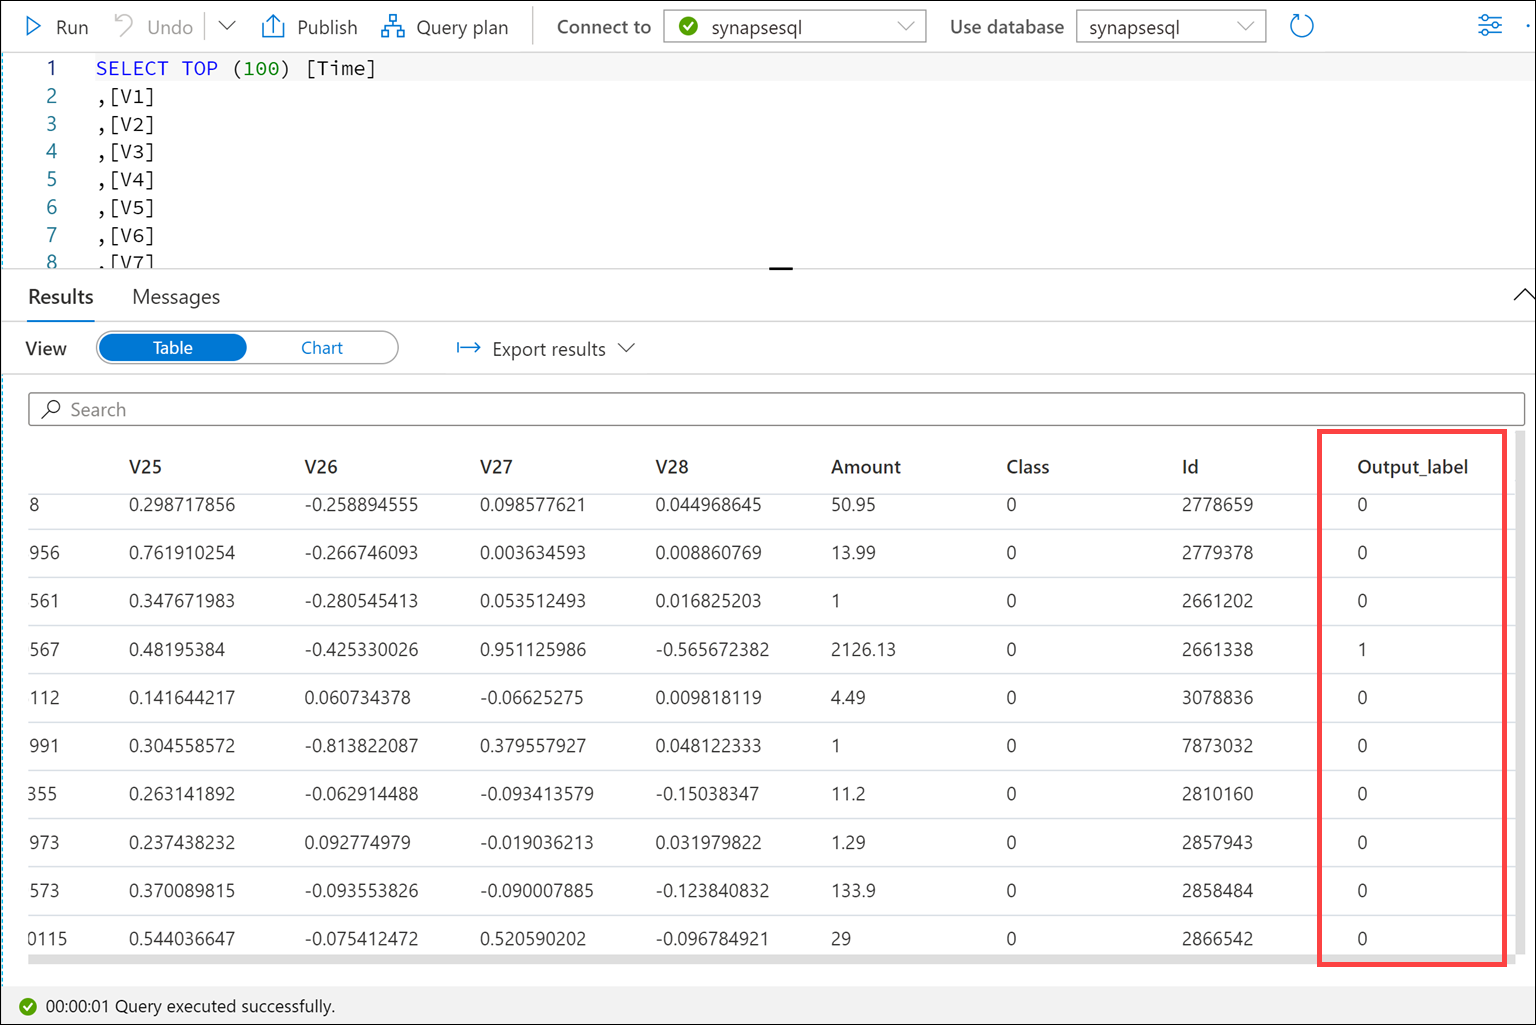 Run Undo Publish Query plan Connect to synapsesql Use database synapsesql
1 SELECT TOP (100) [Time]
2 ,[V1]
3 ,[V2]
4 ,[V3]
5 ,[V4]
6 ,[V5]
7 ,[V6]
8 ,[V7]
Results Messages
View Table Chart Export results
Search
V25 V26 V27 V28 Amount Class Id Output_label
8 0.298717856 -0.258894555 0.098577621 0.044968645 50.95 0 2778659 0
956 0.761910254 -0.266746093 0.003634593 0.008860769 13.99 0 2779378 0
561 0.347671983 -0.280545413 0.053512493 0.016825203 1 0 2661202 0
567 0.48195384 -0.425330026 0.951125986 -0.565672382 2126.13 0 2661338 1
112 0.141644217 0.060734378 -0.06625275 0.009818119 4.49 0 3078836 0
991 0.304558572 -0.813822087 0.379557927 0.048122333 1 0 7873032 0
355 0.263141892 -0.062914488 -0.093413579 -0.15038347 11.2 0 2810160 0
973 0.237438232 0.092774979 -0.019036213 0.031979822 1.29 0 2857943 0
573 0.370089815 -0.093553826 -0.090007885 -0.123840832 133.9 0 2858484 0
0115 0.544036647 -0.075412472 0.520590202 -0.096784921 29 0 2866542 0
00:00:01 Query executed successfully.